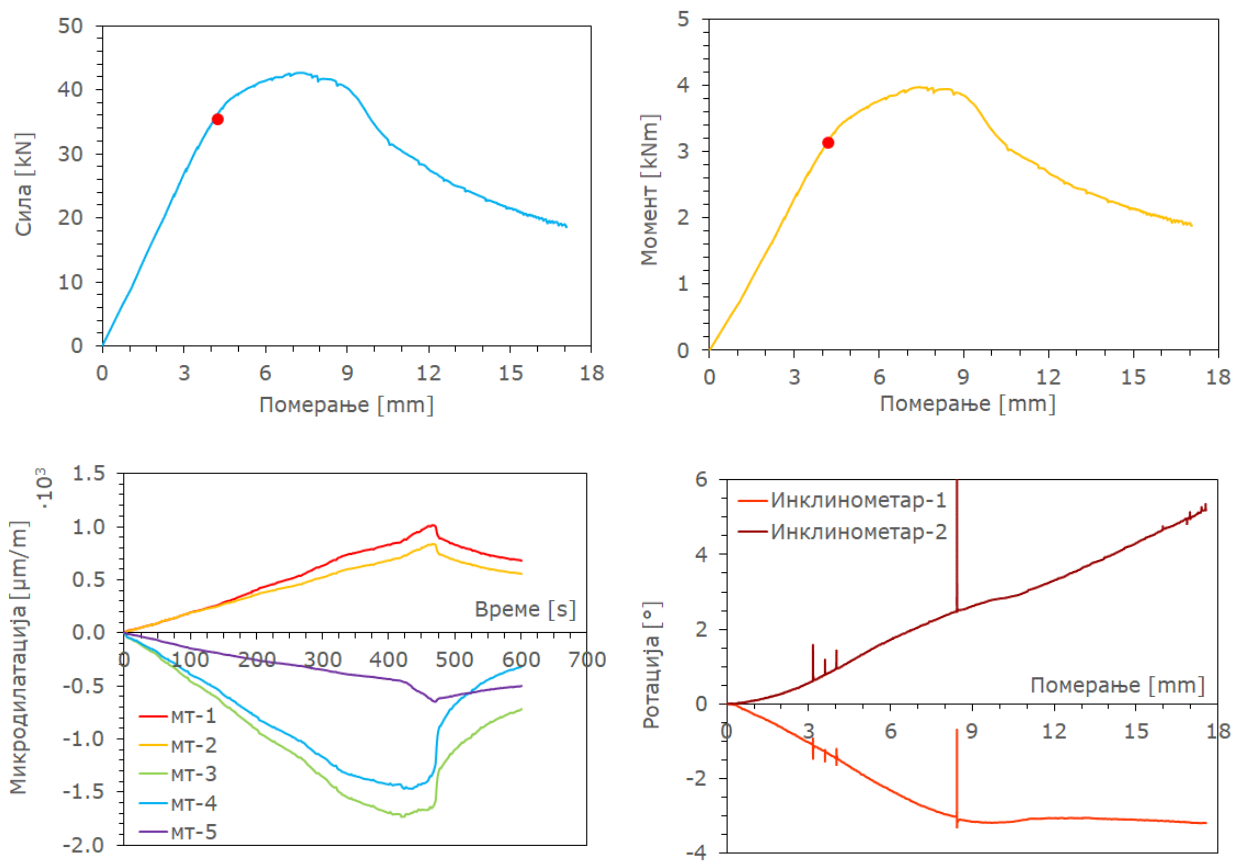 50
40
30
20
10
0
Сила [kN]
0 3 6 9 12 15 18
Померање [mm]
5
4
3
2
1
0
Момент [kNm]
0 3 6 9 12 15 18
Померање [mm]
·10³
1.5
1.0
0.5
0.0
-0.5
-1.0
-1.5
-2.0
Микродилатација [µm/m]
Време [s]
0 100 200 300 400 500 600 700
мт-1
мт-2
мт-3
мт-4
мт-5
6
4
2
0
-2
-4
Ротација [°]
Инклинометар-1
Инклинометар-2
Померање [mm]
3 6 9 12 15 18